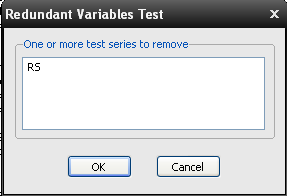 Redundant Variables Test
One or more test series to remove
RS
OK
Cancel